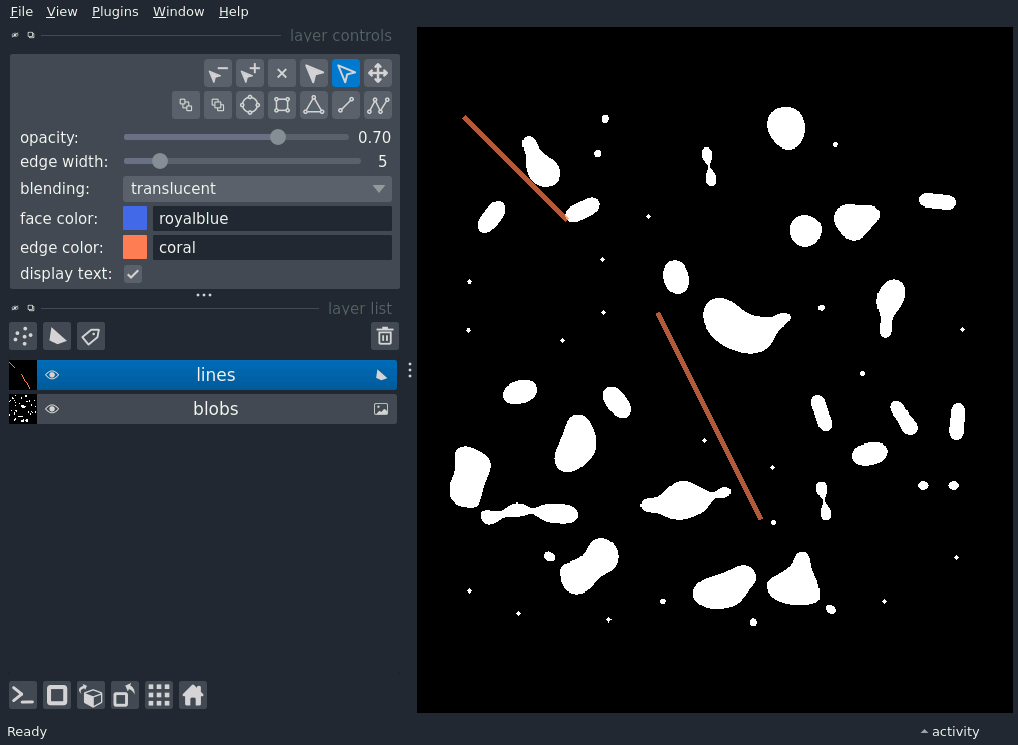 File View Plugins Window Help
layer controls
opacity: 0.70
edge width: 5
blending: translucent
face color: royalblue
edge color: coral
display text:
layer list
lines
blobs
Ready
activity